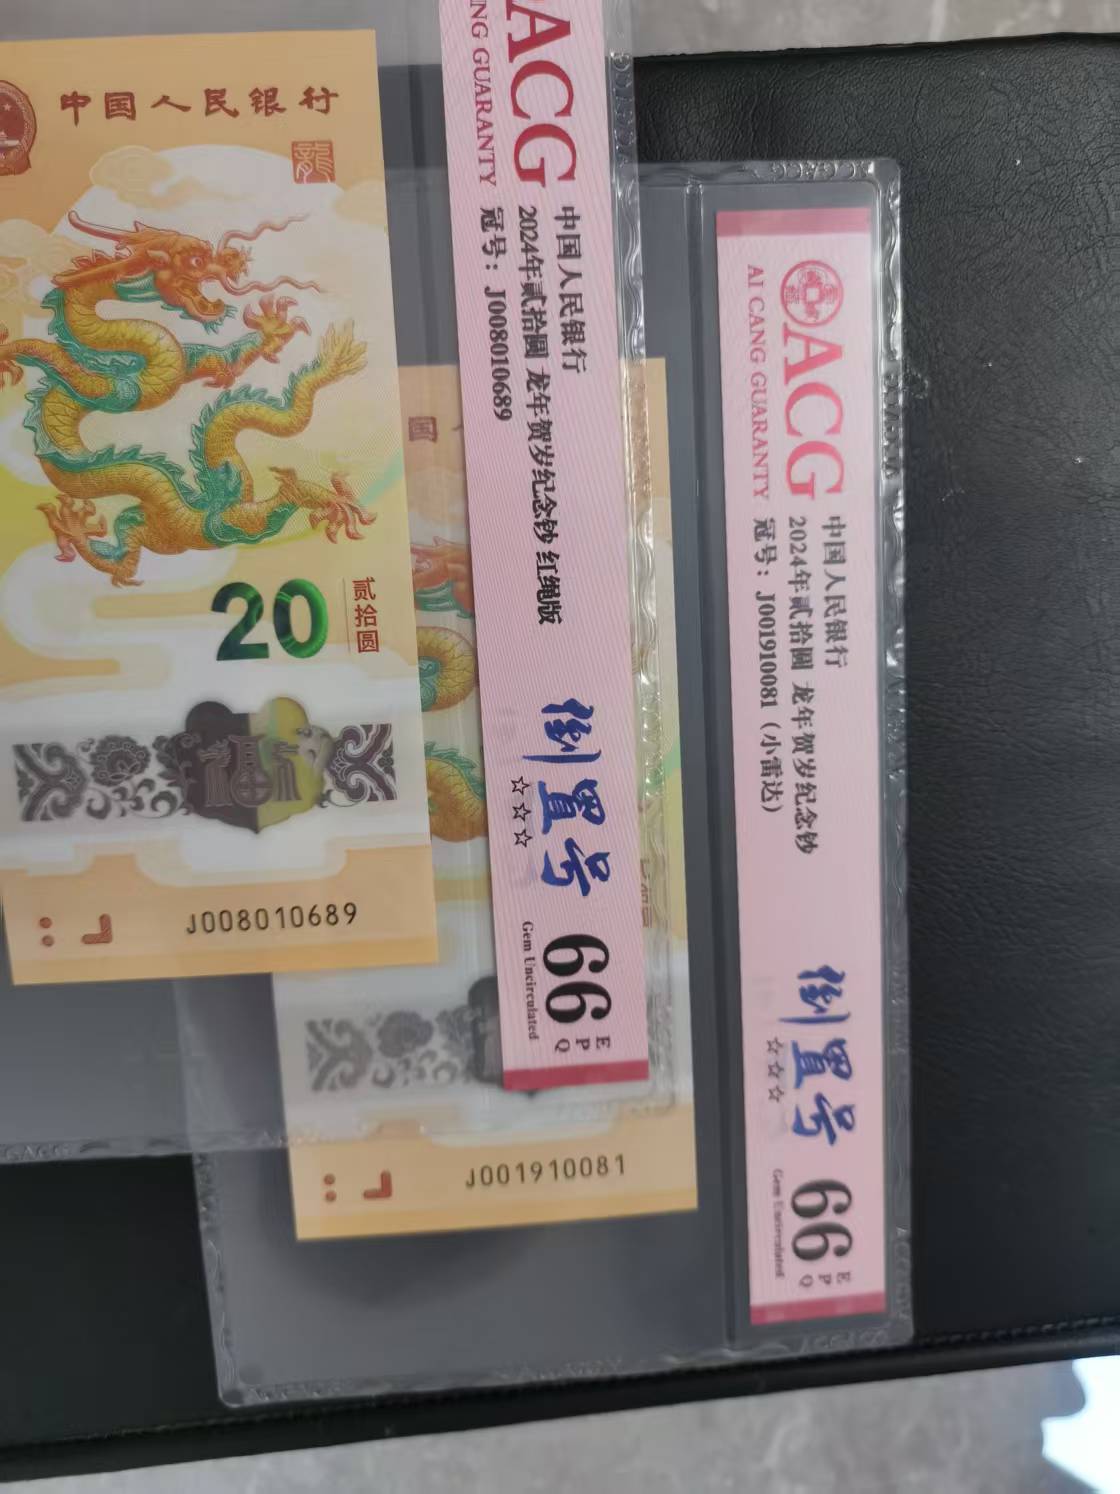 中国人民银行
龍
20
贰拾圆
J008010689
ACG
NG GUARANTY
中国人民银行
2024年贰拾圆 龙年贺岁纪念钞 红绳版
冠号：J008010689
倒置号
☆☆☆
66
E
P
Q
Gem Uncirculated
国
J001910081
ACG
AI CANG GUARANTY
中国人民银行
2024年贰拾圆 龙年贺岁纪念钞
冠号：J001910081（小雷达）
倒置号
☆☆☆
66
E
P
Q
Gem Uncirculated